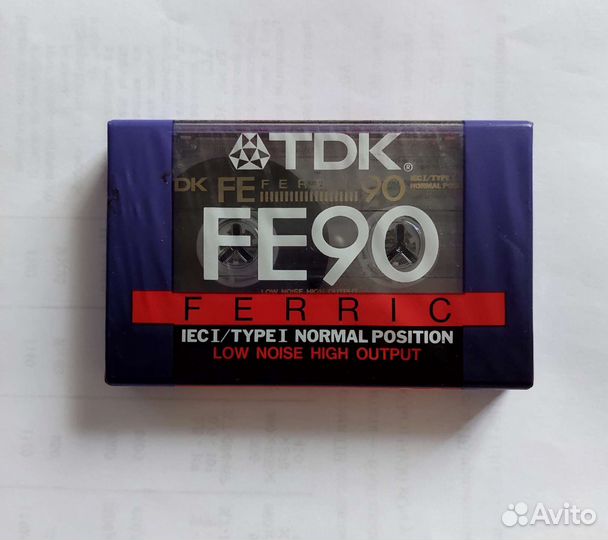 TDK®
DK FE FERRIC 90 IEC I/TYPE I
NORMAL POSI
FE90
LOW NOISE HIGH OUTPUT
FERRIC
IEC I/TYPE I NORMAL POSITION
LOW NOISE HIGH OUTPUT
Avito